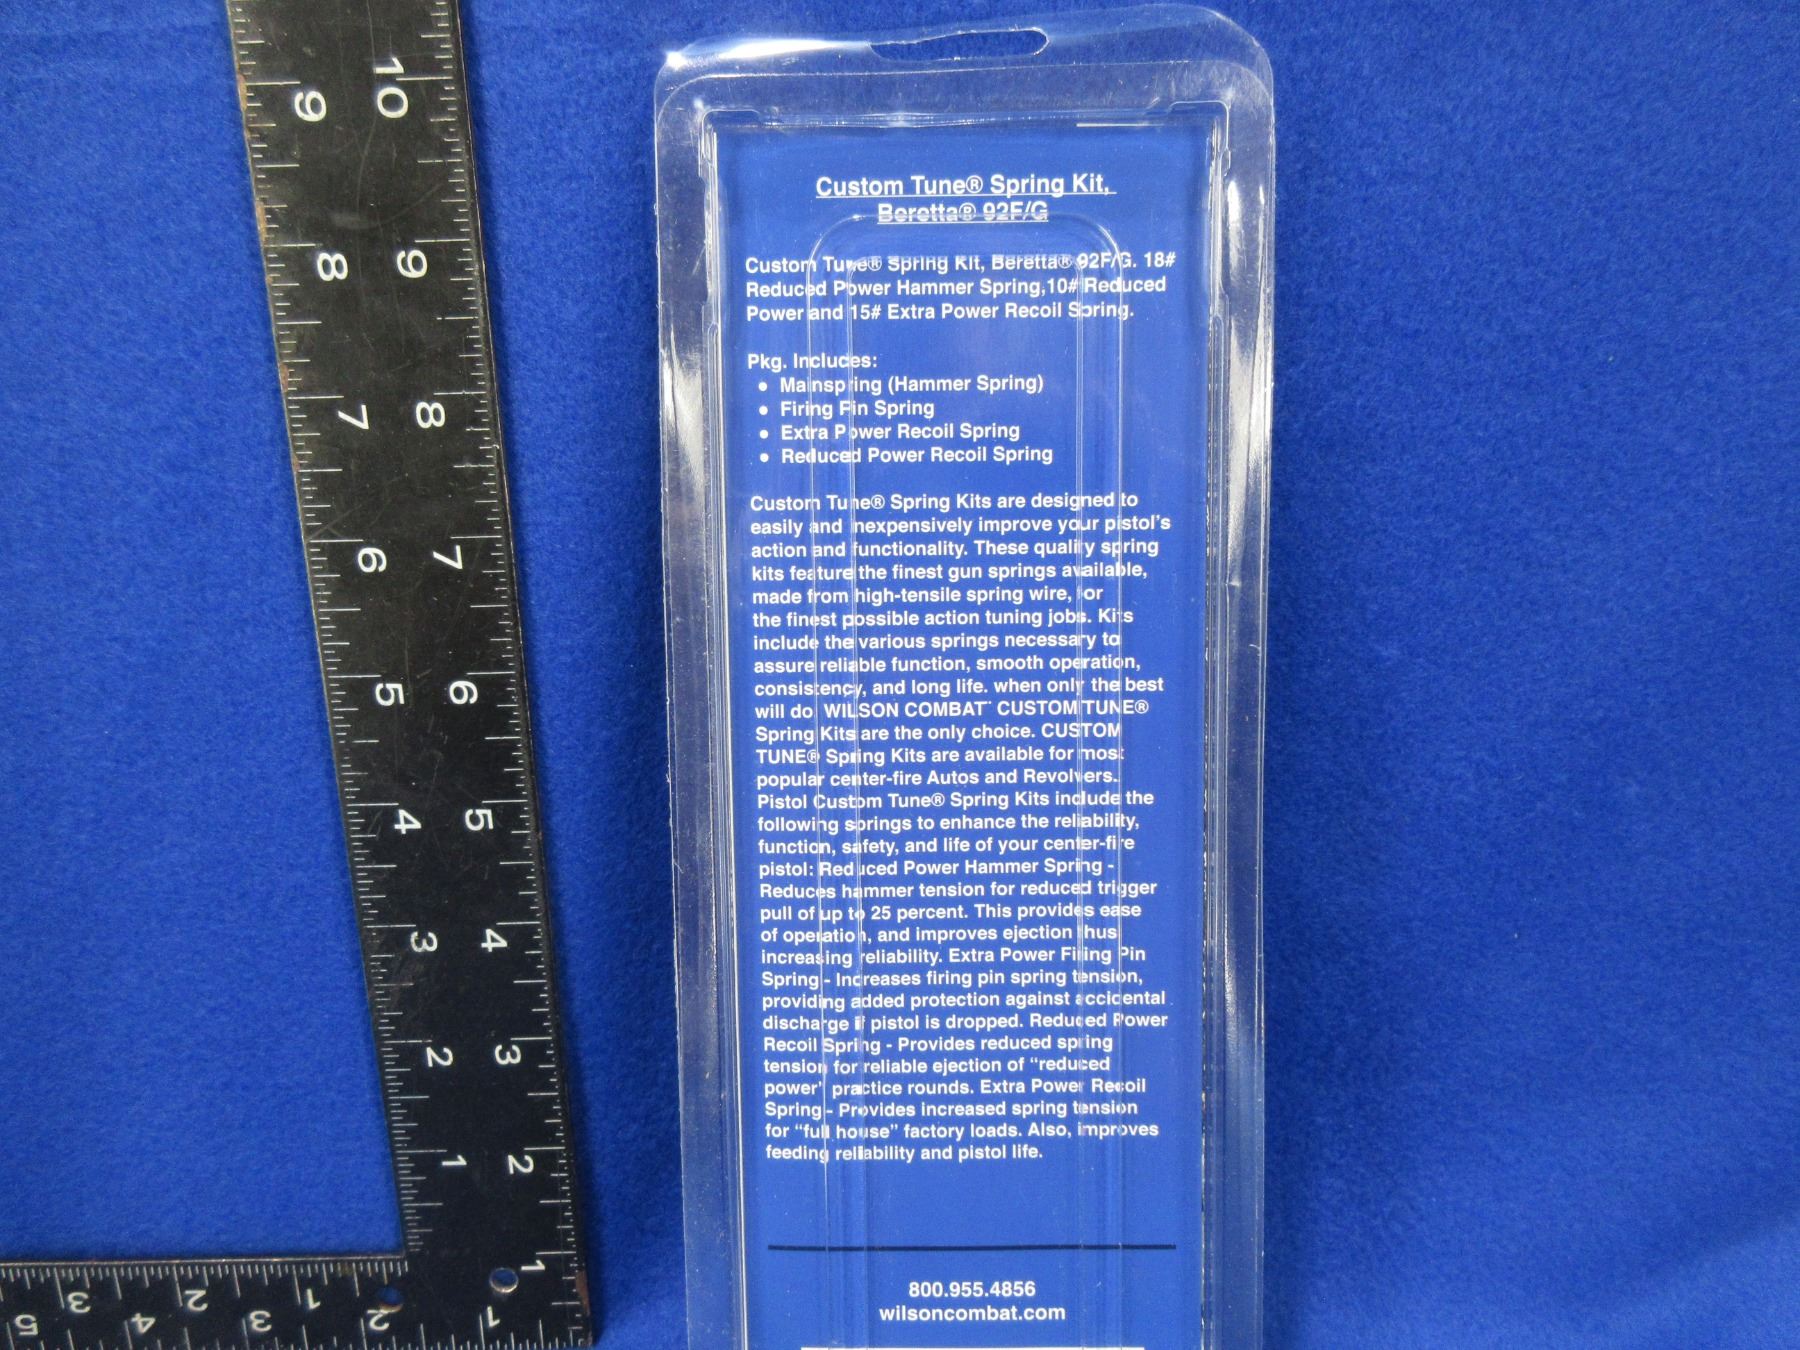 Custom Tune® Spring Kit,
Beretta® 92F/G
Custom Tune® Spring Kit, Beretta® 92F/G. 18#
Reduced Power Hammer Spring,10# Reduced
Power and 15# Extra Power Recoil Spring.
Pkg. Includes:
• Mainspring (Hammer Spring)
• Firing Pin Spring
• Extra Power Recoil Spring
• Reduced Power Recoil Spring
Custom Tune® Spring Kits are designed to
easily and inexpensively improve your pistol's
action and functionality. These quality spring
kits feature the finest gun springs available,
made from high-tensile spring wire, for
the finest possible action tuning jobs. Kits
include the various springs necessary to
assure reliable function, smooth operation,
consistency, and long life. when only the best
will do WILSON COMBAT CUSTOM TUNE®
Spring Kits are the only choice. CUSTOM
TUNE® Spring Kits are available for most
popular center-fire Autos and Revolvers.
Pistol Custom Tune® Spring Kits include the
following springs to enhance the reliability,
function, safety, and life of your center-fire
pistol: Reduced Power Hammer Spring -
Reduces hammer tension for reduced trigger
pull of up to 25 percent. This provides ease
of operation, and improves ejection thus
increasing reliability. Extra Power Firing Pin
Spring - Increases firing pin spring tension,
providing added protection against accidental
discharge if pistol is dropped. Reduced Power
Recoil Spring - Provides reduced spring
tension for reliable ejection of “reduced
power” practice rounds. Extra Power Recoil
Spring - Provides increased spring tension
for “full house” factory loads. Also, improves
feeding reliability and pistol life.
800.955.4856
wilsoncombat.com
9 10
8 9
7 8
6 7
5 6
4 5
3 4
2 3
1 2
1
3 2 1
5 4 3 2 1